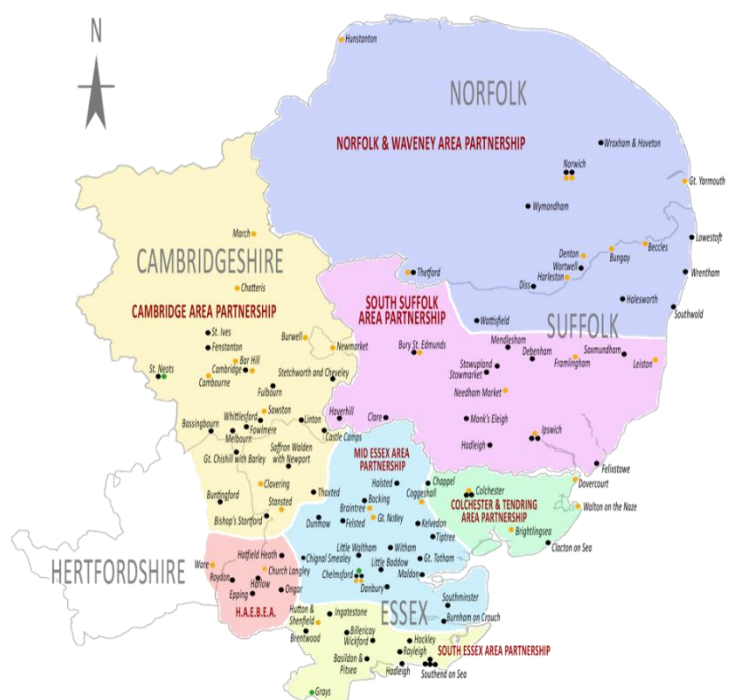 N
Hunstanton
NORFOLK
NORFOLK & WAVENEY AREA PARTNERSHIP
Wroxham & Hoveton
Norwich
Gt. Yarmouth
Wymondham
March
Lowestoft
Beccles
Bungay
Denton
Wortwell
Harleston
CAMBRIDGESHIRE
Thetford
Wrentham
Diss
Chatteris
Halesworth
Southwold
SOUTH SUFFOLK
AREA PARTNERSHIP
CAMBRIDGE AREA PARTNERSHIP
Wattisfield
SUFFOLK
St. Ives
Burwell
Fenstanton
Newmarket
Mendlesham
Bury St. Edmunds
Debenham
Saxmundham
Framlingham
Leiston
Bar Hill
Stowupland
Stowmarket
St. Neots
Cambridge
Cambourne
Stetchworth and Cheveley
Fulbourn
Needham Market
Sawston
Haverhill
Clare
Monk's Eleigh
Whittlesford
Linton
Bassingbourn
Fowlmere
Melbourn
Castle Camps
Ipswich
Hadleigh
Saffron Walden
with Newport
Gt. Chishill with Barley
MID ESSEX AREA
PARTNERSHIP
Felixstowe
Clavering
Halsted
Chappel
Dovercourt
Buntingford
Thaxted
Bocking
Coggeshall
Colchester
Stansted
Braintree
COLCHESTER & TENDRING
AREA PARTNERSHIP
Walton on the Naze
Bishop's Stortford
Dunmow
Felsted
Gt. Notley
Kelvedon
Brightlingsea
Tiptree
Clacton on Sea
Hatfield Heath
Little Waltham
Witham
Chignal Smealey
Gt. Totham
Ware
Church Langley
Little Baddow
HERTFORDSHIRE
Roydon
Harlow
Chelmsford
Maldon
Epping
Ongar
Danbury
Southminster
H.A.E.B.E.A.
Hutton &
Shenfield
Ingatestone
ESSEX
Burnham on Crouch
Brentwood
Billericay
Wickford
Hockley
Rayleigh
SOUTH ESSEX AREA PARTNERSHIP
Basildon &
Pitsea
Hadleigh
Southend on Sea
Grays